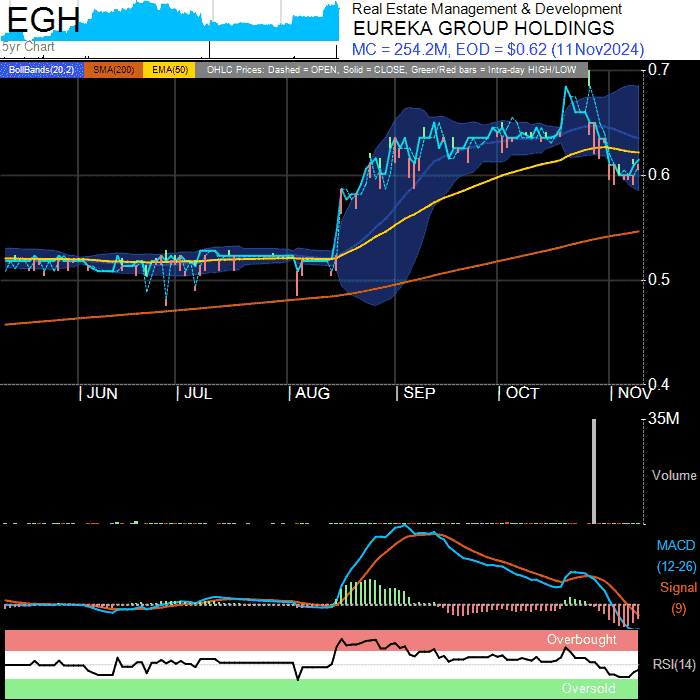 EGH
5yr Chart
Real Estate Management & Development
EUREKA GROUP HOLDINGS
MC = 254.2M, EOD = $0.62 (11Nov2024)
BollBands(20,2) SMA(200) EMA(50) OHLC Prices: Dashed = OPEN, Solid = CLOSE, Green/Red bars = Intra-day HIGH/LOW
0.7
0.6
0.5
0.4
JUN JUL AUG SEP OCT NOV
35M
Volume
MACD
(12-26)
Signal
(9)
Overbought
RSI(14)
Oversold